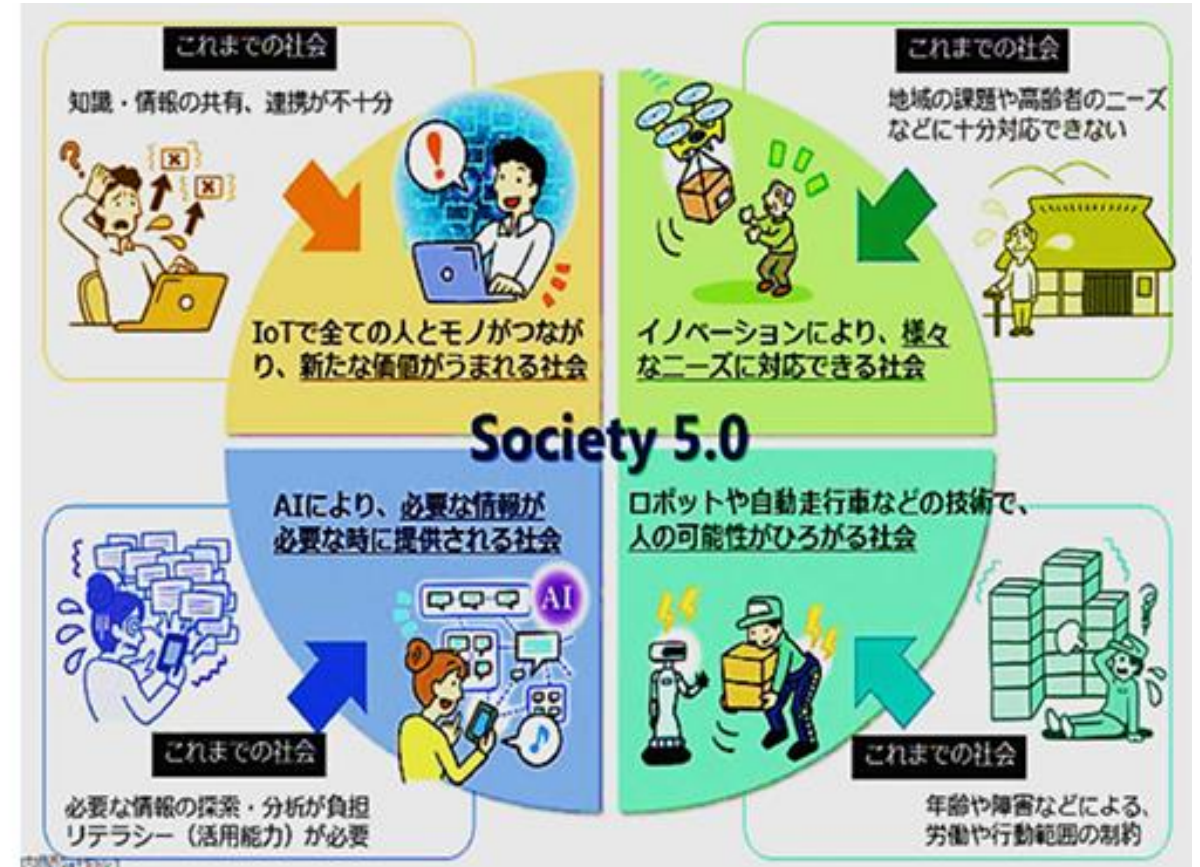 これまでの社会
知識・情報の共有、連携が不十分
IoTで全ての人とモノがつなが
り、新たな価値がうまれる社会
これまでの社会
地域の課題や高齢者のニーズ
などに十分対応できない
イノベーションにより、様々
なニーズに対応できる社会
Society 5.0
AIにより、必要な情報が
必要な時に提供される社会
AI
これまでの社会
必要な情報の探索・分析が負担
リテラシー（活用能力）が必要
ロボットや自動走行車などの技術で、
人の可能性がひろがる社会
これまでの社会
年齢や障害などによる、
労働や行動範囲の制約